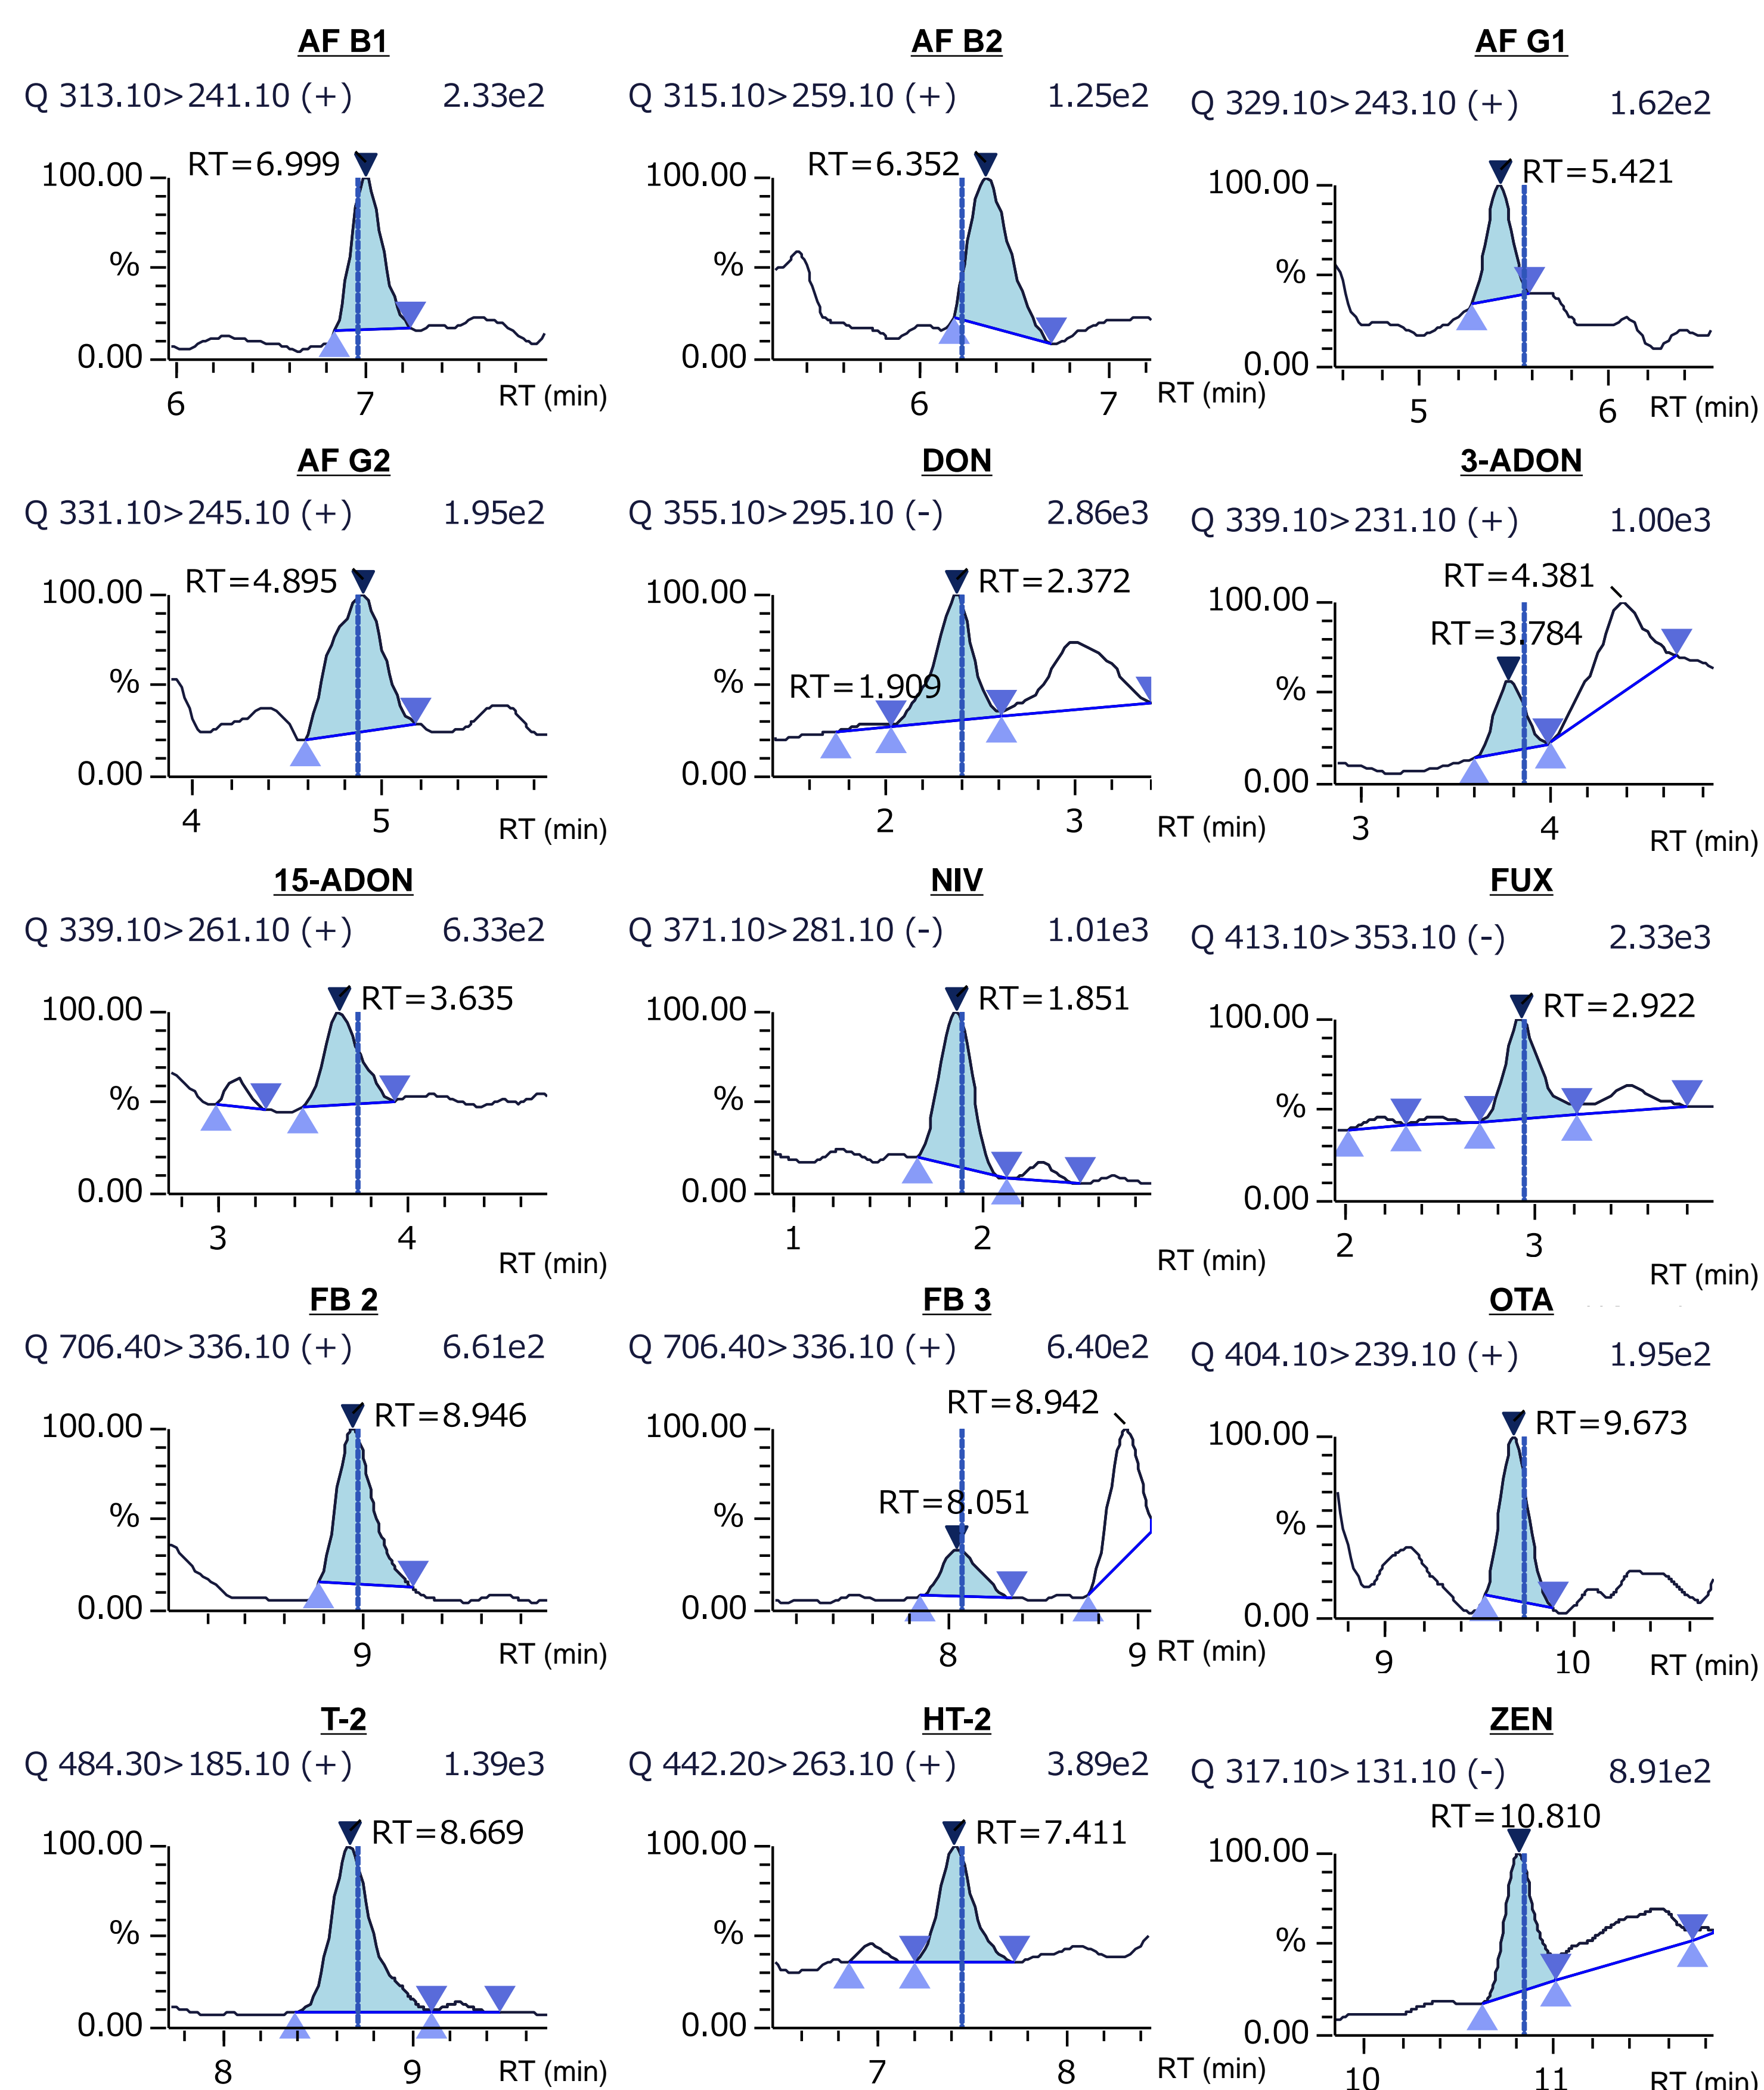 AF B1
Q 313.10>241.10 (+) 2.33e2
RT=6.999
100.00
%
0.00
6 7 RT (min)
AF B2
Q 315.10>259.10 (+) 1.25e2
RT=6.352
100.00
%
0.00
6 7 RT (min)
AF G1
Q 329.10>243.10 (+) 1.62e2
RT=5.421
100.00
%
0.00
5 6 RT (min)
AF G2
Q 331.10>245.10 (+) 1.95e2
RT=4.895
100.00
%
0.00
4 5 RT (min)
DON
Q 355.10>295.10 (-) 2.86e3
RT=2.372
100.00
RT=1.909
%
0.00
2 3 RT (min)
3-ADON
Q 339.10>231.10 (+) 1.00e3
RT=4.381
100.00
RT=3.784
%
0.00
3 4 RT (min)
15-ADON
Q 339.10>261.10 (+) 6.33e2
RT=3.635
100.00
%
0.00
3 4 RT (min)
NIV
Q 371.10>281.10 (-) 1.01e3
RT=1.851
100.00
%
0.00
1 2 RT (min)
FUX
Q 413.10>353.10 (-) 2.33e3
RT=2.922
100.00
%
0.00
2 3 RT (min)
FB 2
Q 706.40>336.10 (+) 6.61e2
RT=8.946
100.00
%
0.00
9 RT (min)
FB 3
Q 706.40>336.10 (+) 6.40e2
RT=8.942
100.00
RT=8.051
%
0.00
8 9 RT (min)
OTA
Q 404.10>239.10 (+) 1.95e2
RT=9.673
100.00
%
0.00
9 10 RT (min)
T-2
Q 484.30>185.10 (+) 1.39e3
RT=8.669
100.00
%
0.00
8 9 RT (min)
HT-2
Q 442.20>263.10 (+) 3.89e2
RT=7.411
100.00
%
0.00
7 8 RT (min)
ZEN
Q 317.10>131.10 (-) 8.91e2
RT=10.810
100.00
%
0.00
10 11 RT (min)